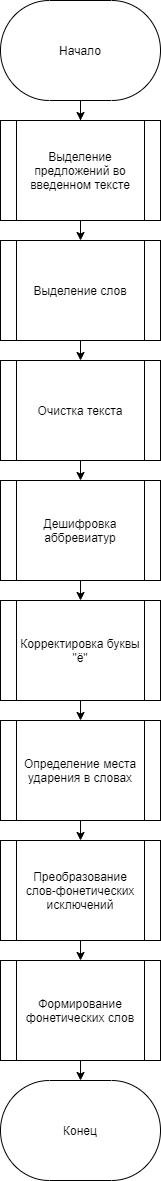 Начало
Выделение
предложений во
введенном тексте
Выделение слов
Очистка текста
Дешифровка
аббревиатур
Корректировка буквы
"ё"
Определение места
ударения в словах
Преобразование
слов-фонетических
исключений
Формирование
фонетических слов
Конец